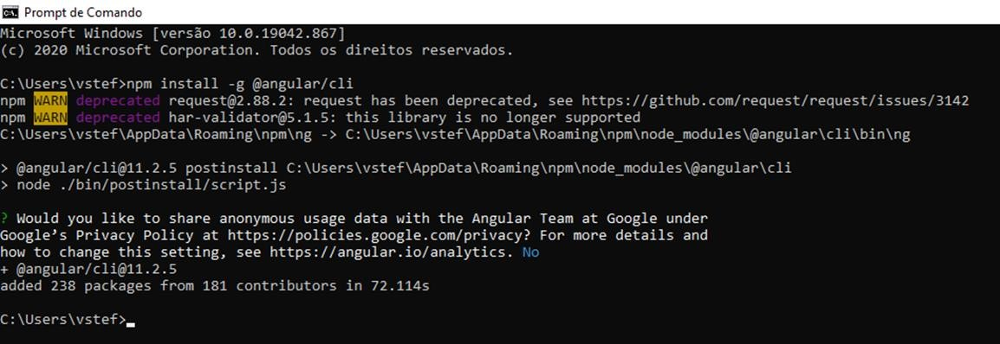 Prompt de Comando
Microsoft Windows [versão 10.0.19042.867]
(c) 2020 Microsoft Corporation. Todos os direitos reservados.
C:\Users\vstef>npm install -g @angular/cli
npm WARN deprecated request@2.88.2: request has been deprecated, see https://github.com/request/request/issues/3142
npm WARN deprecated har-validator@5.1.5: this library is no longer supported
C:\Users\vstef\AppData\Roaming\npm\ng -> C:\Users\vstef\AppData\Roaming\npm\node_modules\@angular\cli\bin\ng
> @angular/cli@11.2.5 postinstall C:\Users\vstef\AppData\Roaming\npm\node_modules\@angular\cli
> node ./bin/postinstall/script.js
? Would you like to share anonymous usage data with the Angular Team at Google under
Google’s Privacy Policy at https://policies.google.com/privacy? For more details and
how to change this setting, see https://angular.io/analytics. No
+ @angular/cli@11.2.5
added 238 packages from 181 contributors in 72.114s
C:\Users\vstef>